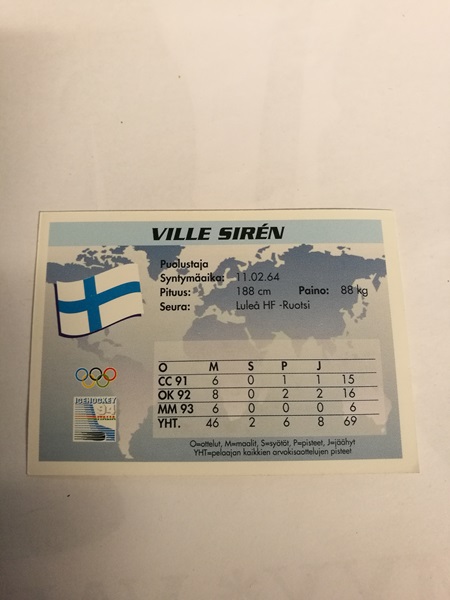 VILLE SIRÉN
Puolustaja
Syntymäaika: 11.02.64
Pituus: 188 cm Paino: 88 kg
Seura: Luleå HF -Ruotsi
O M S P J
CC 91 6 0 1 1 15
OK 92 8 0 2 2 16
MM 93 6 0 0 0 6
YHT. 46 2 6 8 69
ICEHOCKEY
94
ITALIA
O=ottelut, M=maalit, S=syötöt, P=pisteet, J=jäähyt
YHT=pelaajan kaikkien arvokisaottelujen pisteet